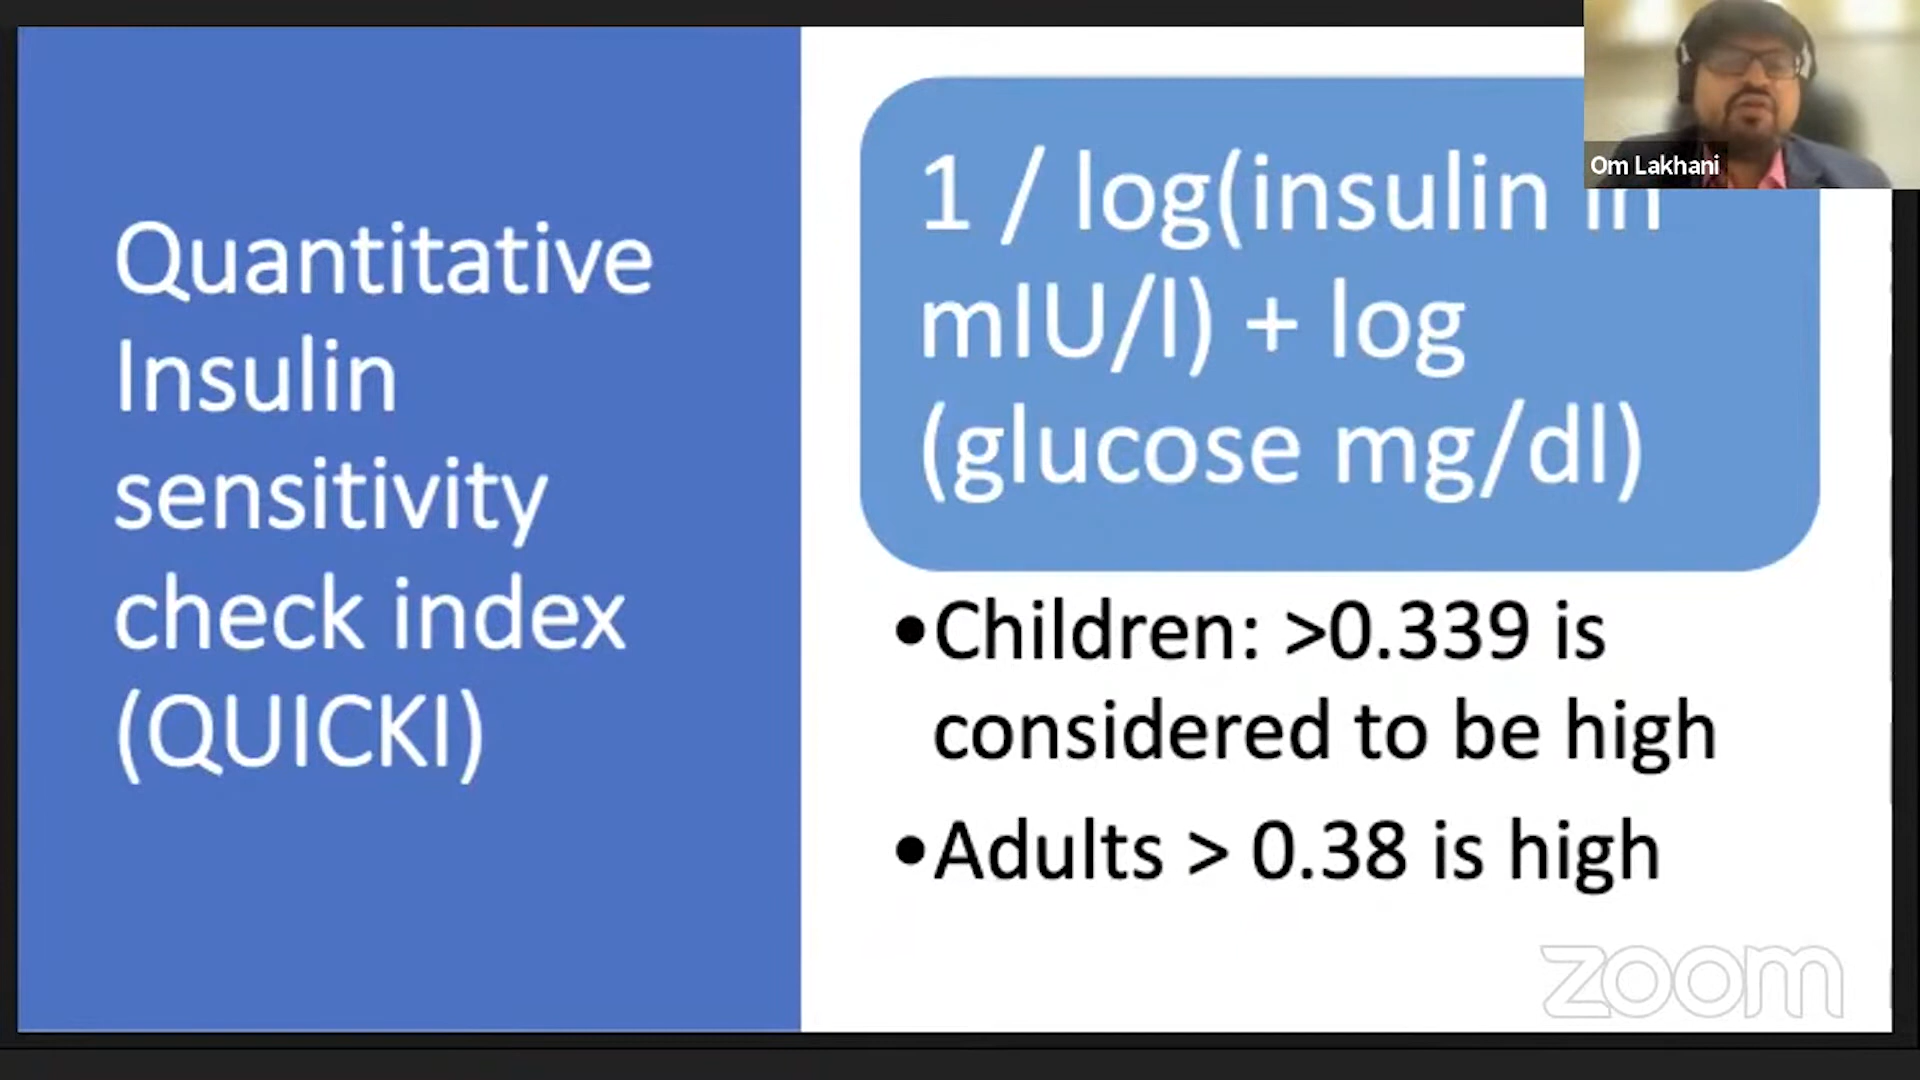 Quantitative
Insulin
sensitivity
check index
(QUICKI)
1 / log(insulin in
mIU/l) + log
(glucose mg/dl)
•Children: >0.339 is
considered to be high
•Adults > 0.38 is high
Om Lakhani
zoom